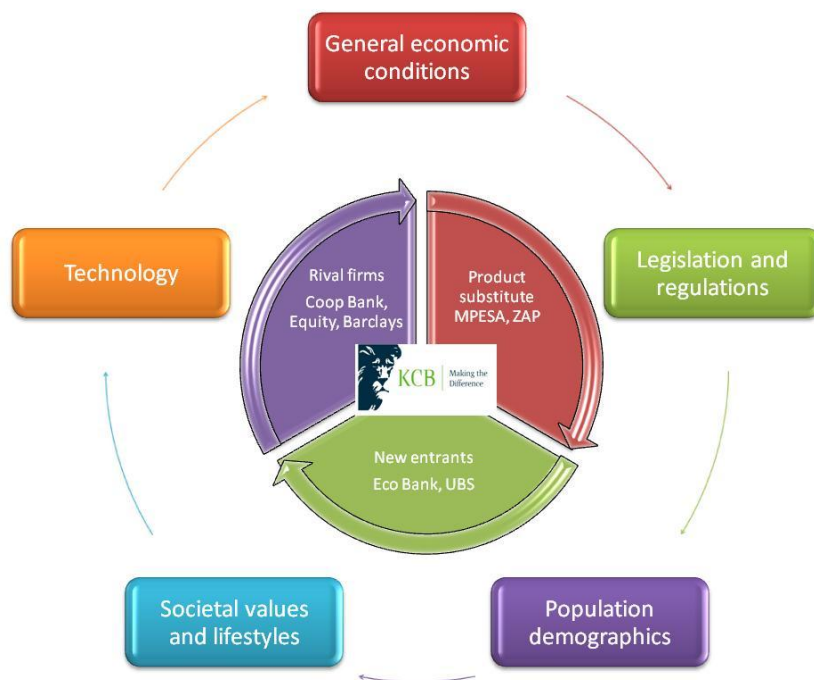 General economic
conditions
Legislation and
regulations
Population
demographics
Societal values
and lifestyles
Technology
Rival firms
Coop Bank,
Equity, Barclays
Product
substitute
MPESA, ZAP
New entrants
Eco Bank, UBS
KCB
Making the
Difference